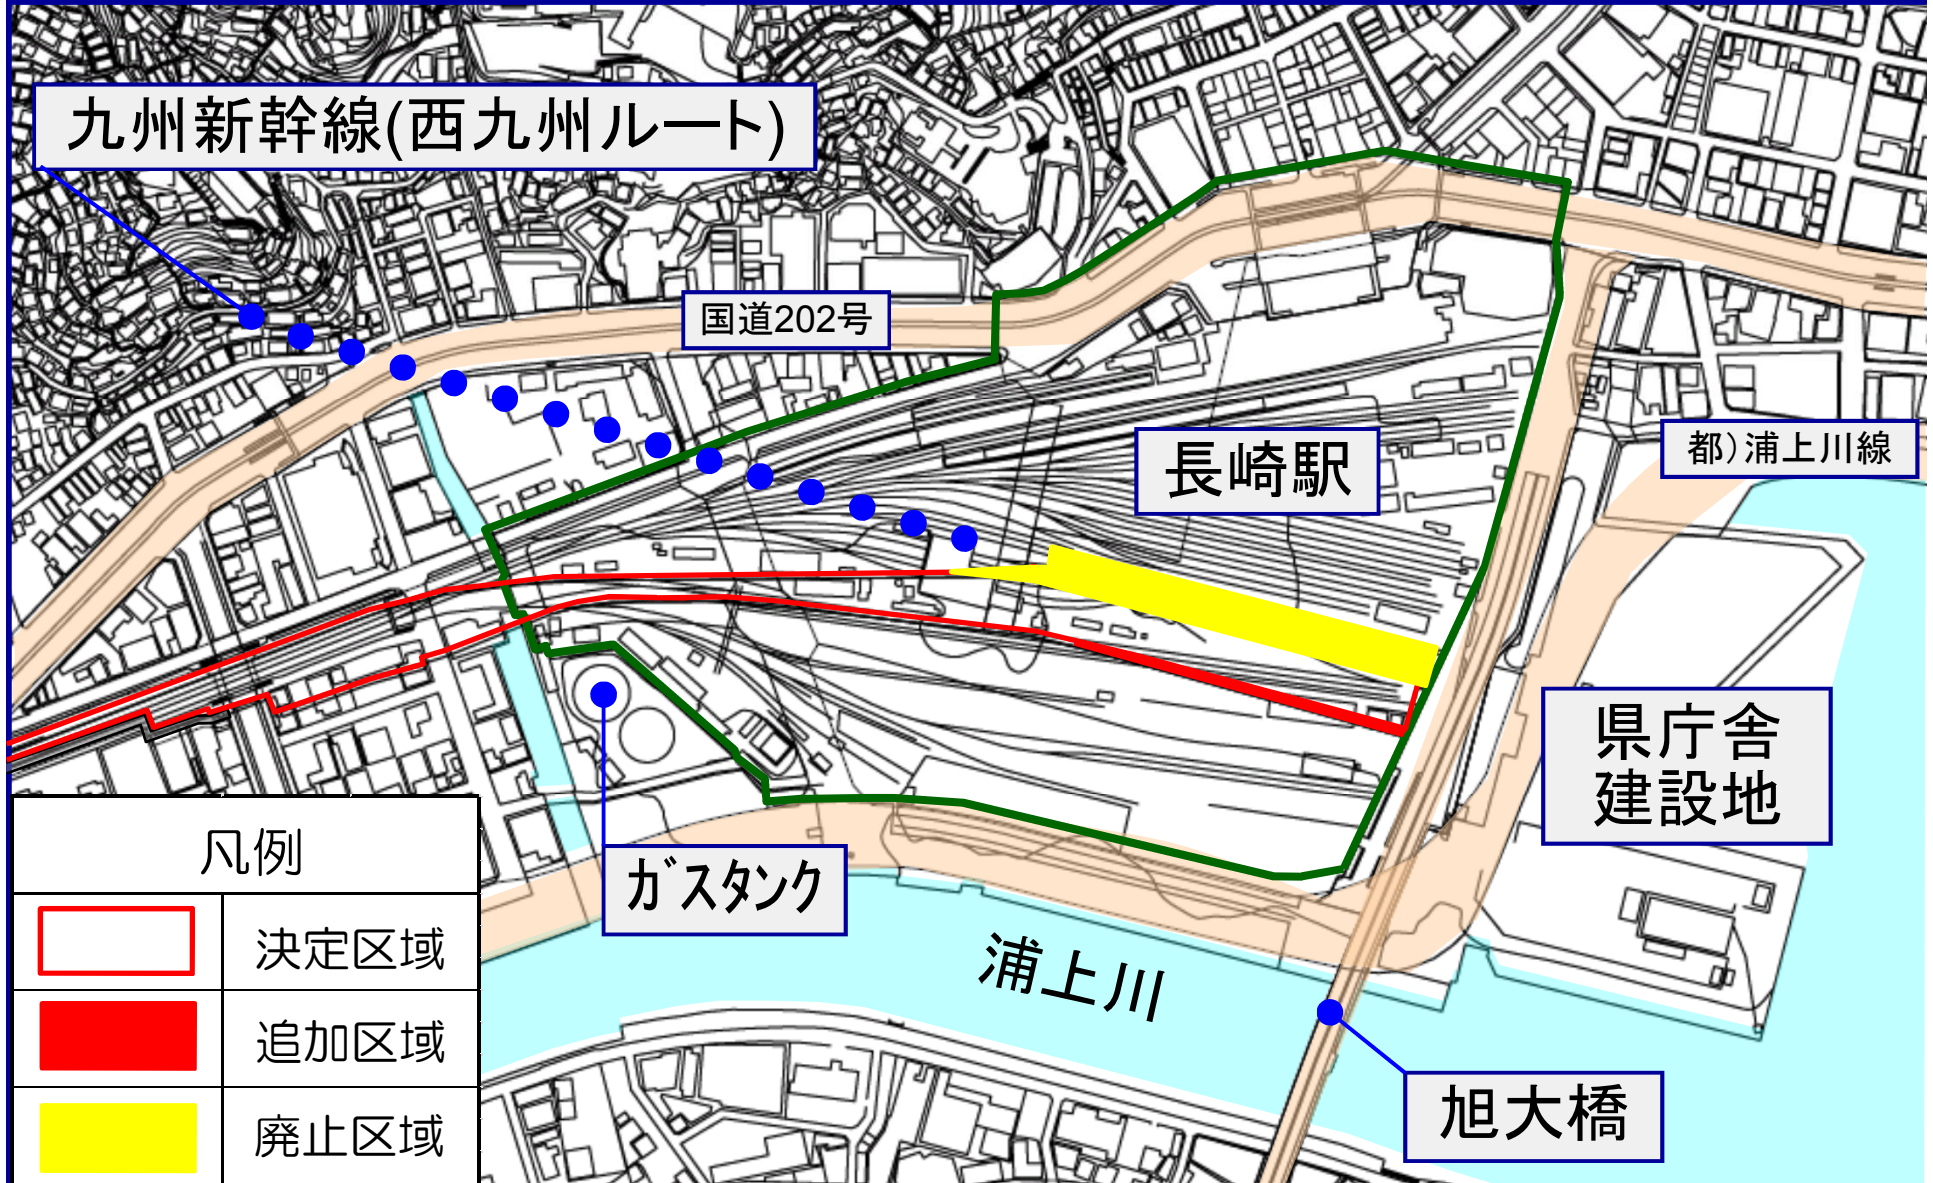 九州新幹線(西九州ルート)
国道202号
長崎駅
都)浦上川線
県庁舎
建設地
ガスタンク
浦上川
旭大橋
凡例
決定区域
追加区域
廃止区域